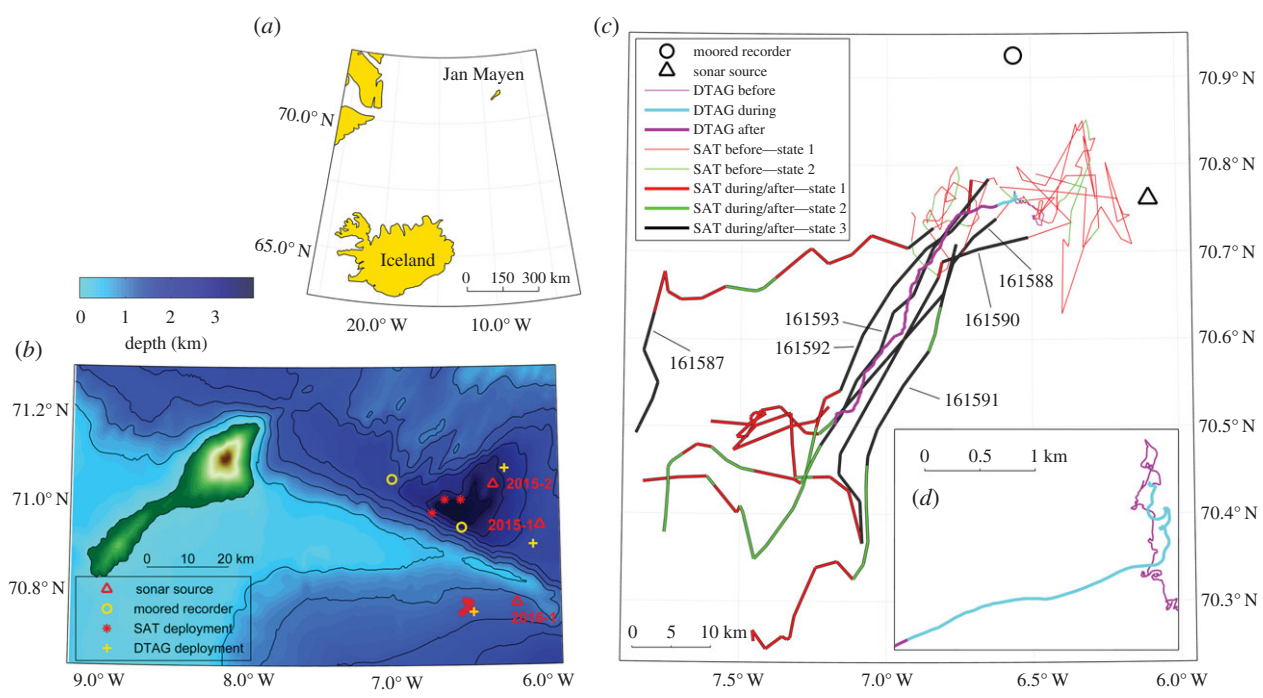 (a)
Jan Mayen
70.0° N
65.0° N
Iceland
0 150 300 km
20.0° W 10.0° W
0 1 2 3
depth (km)
(b)
71.2° N
71.0° N
70.8° N
2015-2
2015-1
2016-1
0 10 20 km
sonar source
moored recorder
SAT deployment
DTAG deployment
9.0° W 8.0° W 7.0° W 6.0° W
(c)
moored recorder
sonar source
DTAG before
DTAG during
DTAG after
SAT before—state 1
SAT before—state 2
SAT during/after—state 1
SAT during/after—state 2
SAT during/after—state 3
70.9° N
70.8° N
70.7° N
70.6° N
70.5° N
70.4° N
70.3° N
161588
161590
161593
161592
161587
161591
0 5 10 km
7.5° W 7.0° W 6.5° W 6.0° W
0 0.5 1 km
(d)